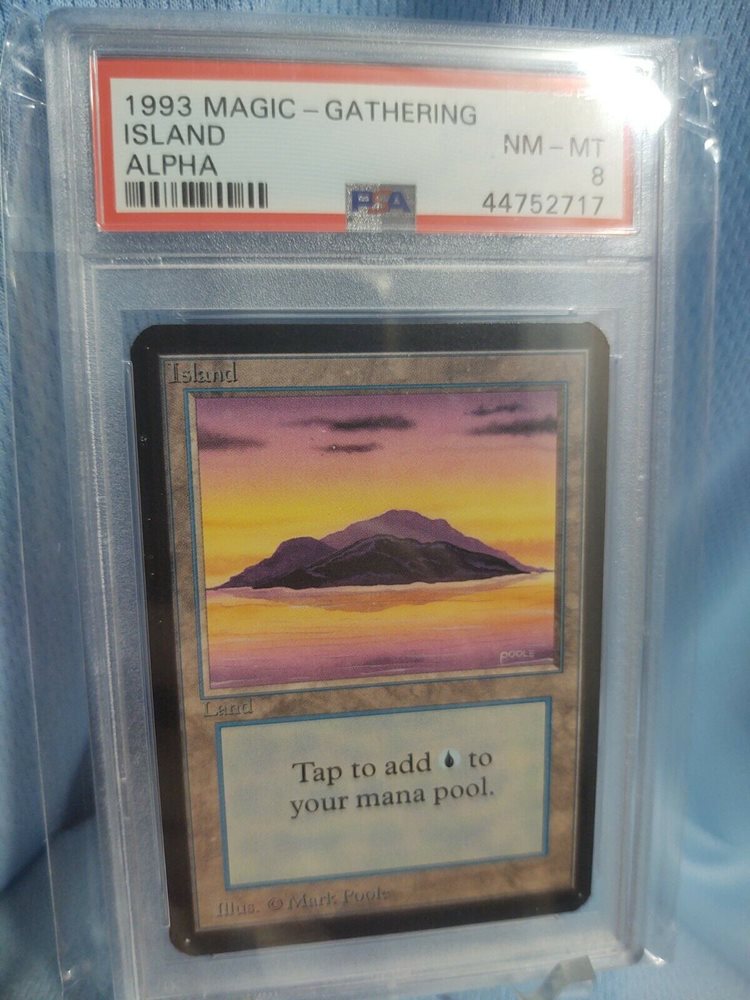 1993 MAGIC – GATHERING
ISLAND
NM – MT
ALPHA
8
PSA
44752717
Island
POOLE
Land
Tap to add to
your mana pool.
Illus. © Mark Poole